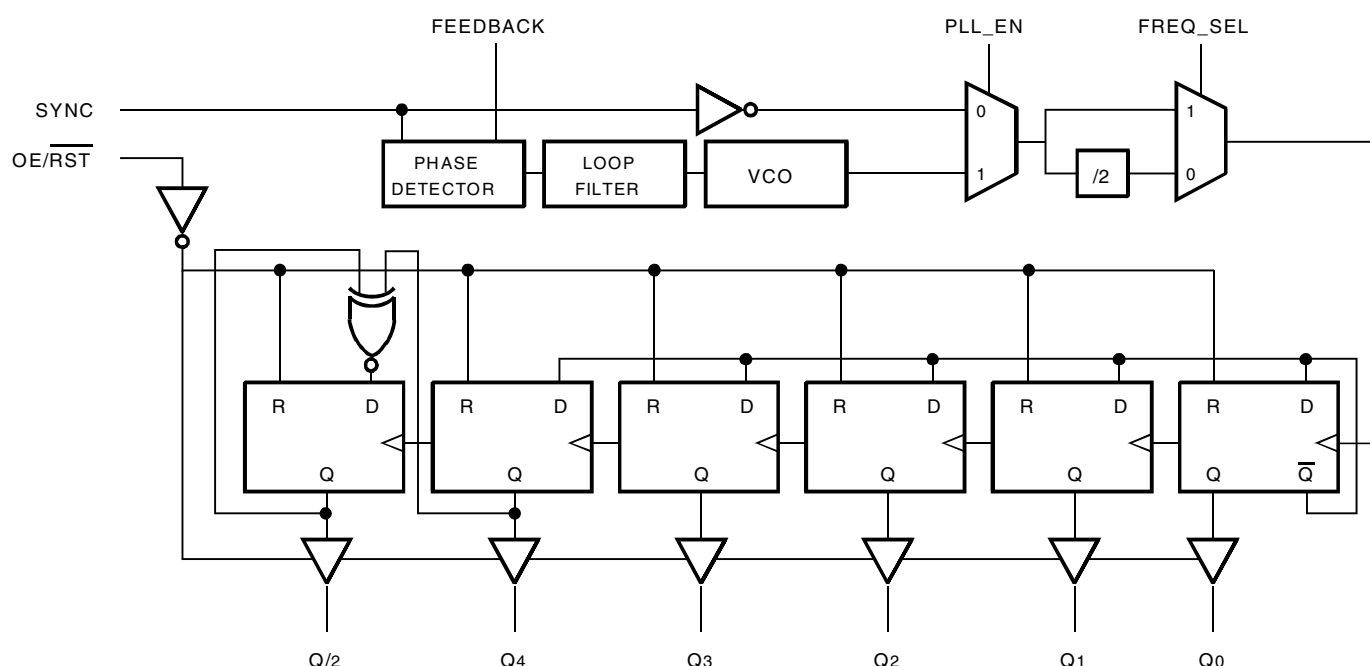 FEEDBACK
PLL_EN
FREQ_SEL
SYNC
0
1
OE/RST
PHASE
DETECTOR
LOOP
FILTER
VCO
1
/2
0
R D
R D
R D
R D
R D
R D
Q
Q
Q
Q
Q
Q Q
Q/2
Q4
Q3
Q2
Q1
Q0